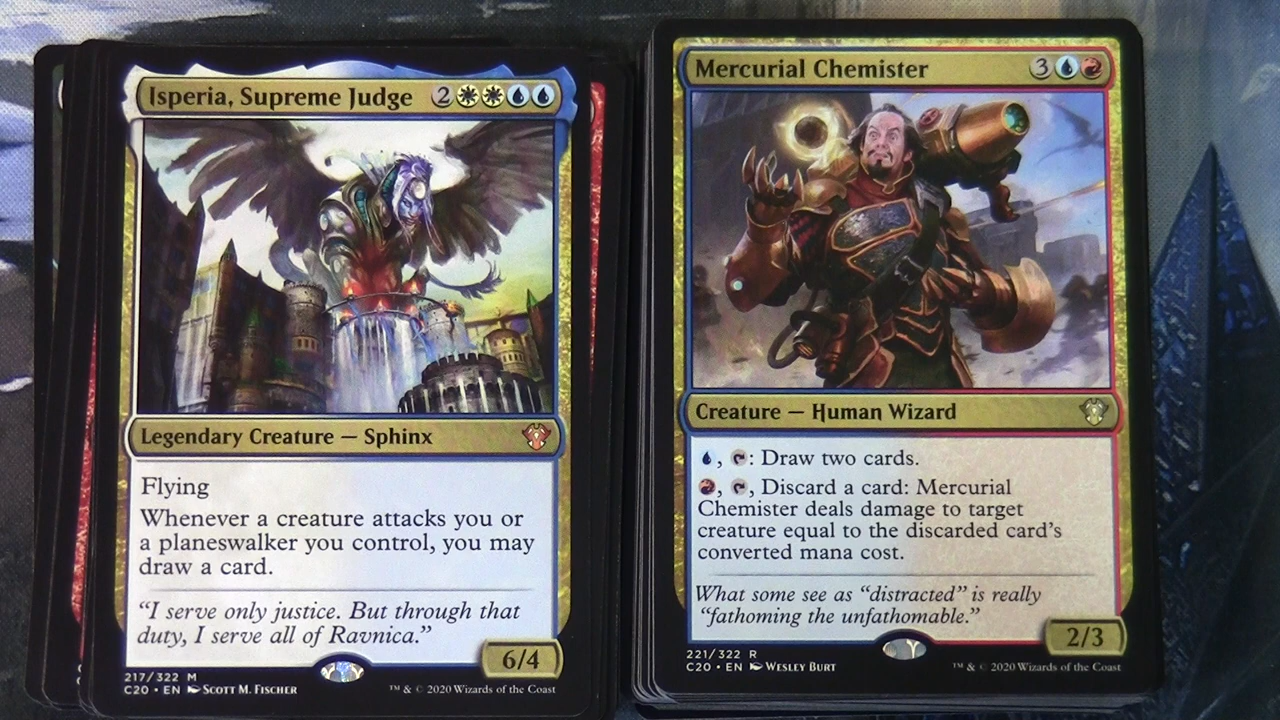 Isperia, Supreme Judge 2
Legendary Creature — Sphinx
Flying
Whenever a creature attacks you or
a planeswalker you control, you may
draw a card.
“I serve only justice. But through that
duty, I serve all of Ravnica.”
6/4
217/322 M
C20 • EN Scott M. Fischer
™ & © 2020 Wizards of the Coast
Mercurial Chemister 3
Creature — Human Wizard
, : Draw two cards.
, , Discard a card: Mercurial
Chemister deals damage to target
creature equal to the discarded card’s
converted mana cost.
What some see as “distracted” is really
“fathoming the unfathomable.”
2/3
221/322 R
C20 • EN Wesley Burt
™ & © 2020 Wizards of the Coast